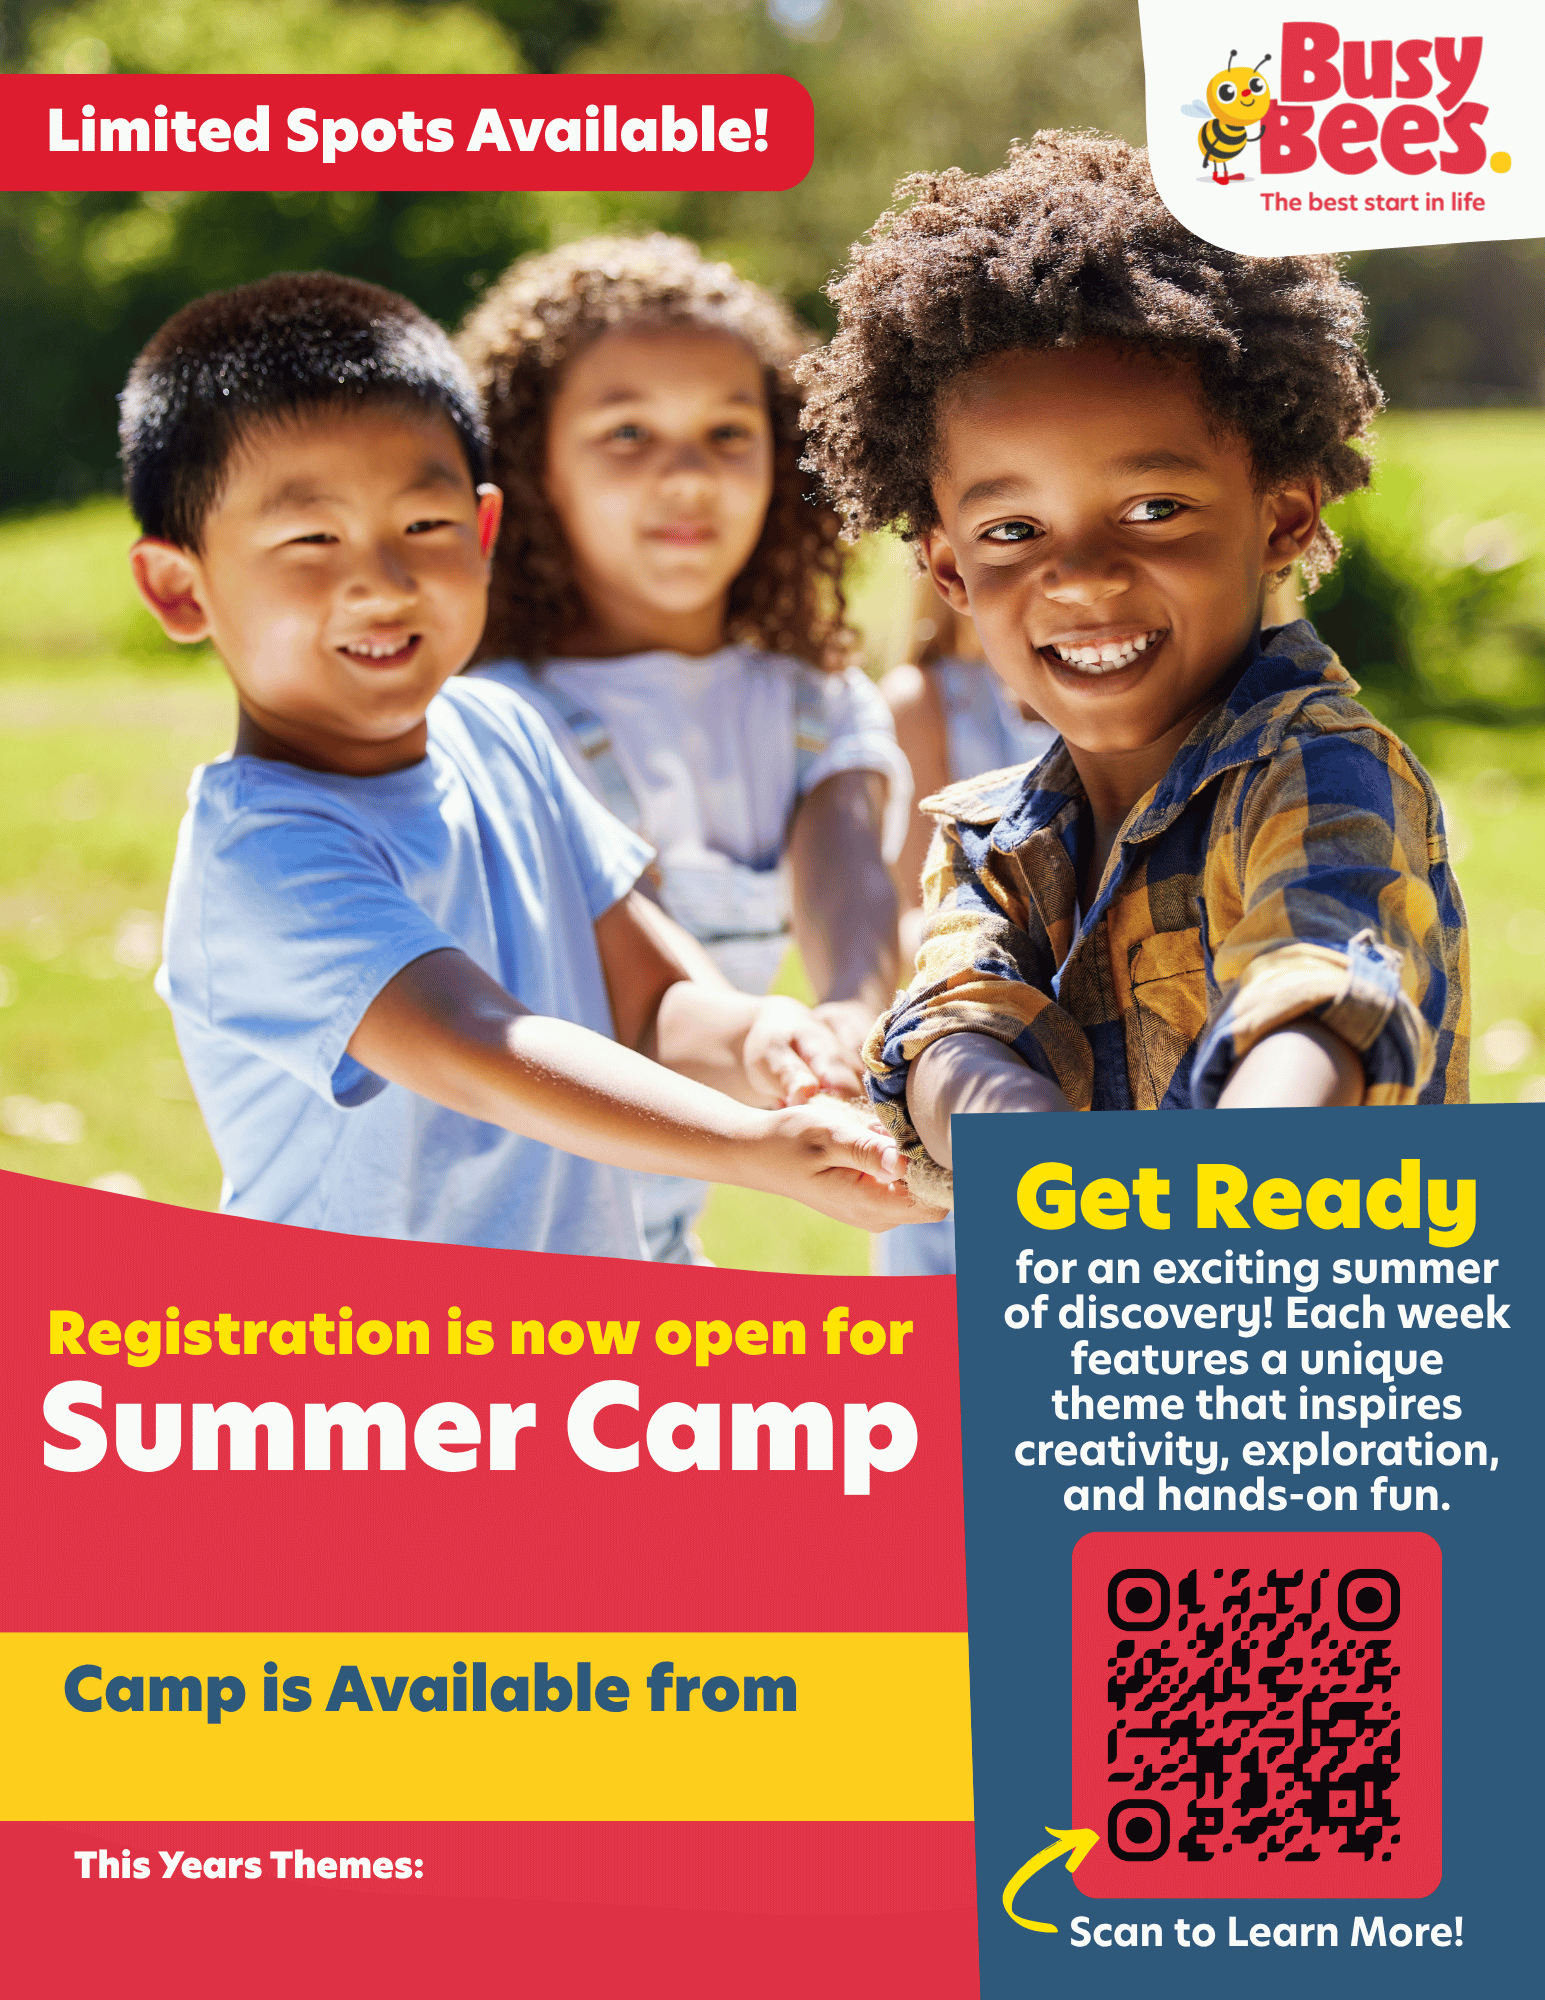 Limited Spots Available!
Busy
Bees.
The best start in life
Registration is now open for
Summer Camp
Camp is Available from
This Years Themes:
Get Ready
for an exciting summer
of discovery! Each week
features a unique
theme that inspires
creativity, exploration,
and hands-on fun.
Scan to Learn More!